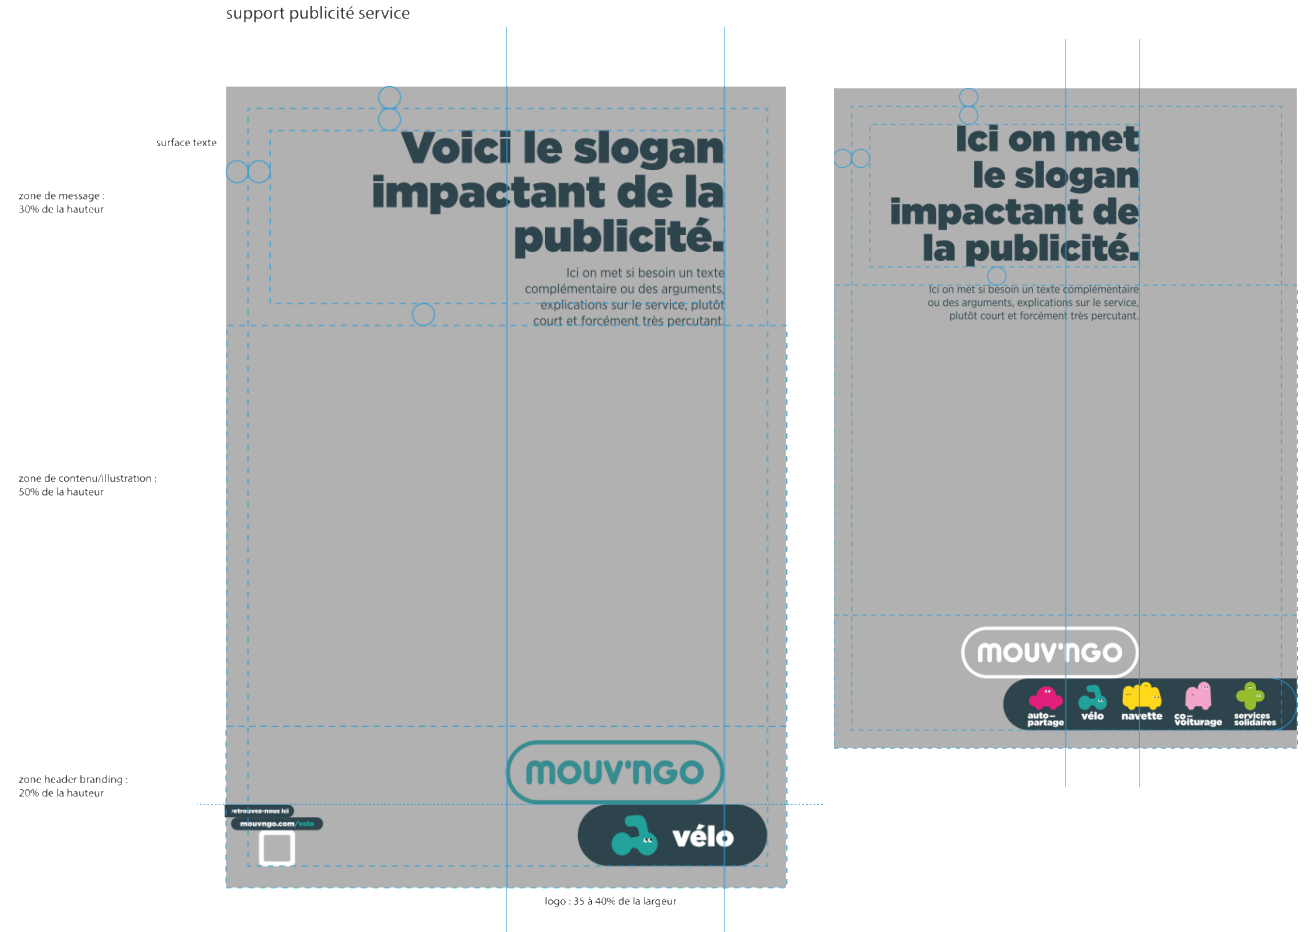 support publicité service
surface texte
zone de message :
30% de la hauteur
zone de contenu/illustration :
50% de la hauteur
zone header branding :
20% de la hauteur
Voici le slogan
impactant de la
publicité.
Ici on met si besoin un texte
complémentaire ou des arguments,
explications sur le service, plutôt
court et forcément très percutant.
MOUV'NGO
retrouvez-nous ici
mouvngo.com/velo
vélo
logo : 35 à 40% de la largeur
Ici on met
le slogan
impactant de
la publicité.
Ici on met si besoin un texte complémentaire
ou des arguments, explications sur le service,
plutôt court et forcément très percutant.
MOUV'NGO
auto–
partage
vélo
navette
co–
voiturage
services
solidaires